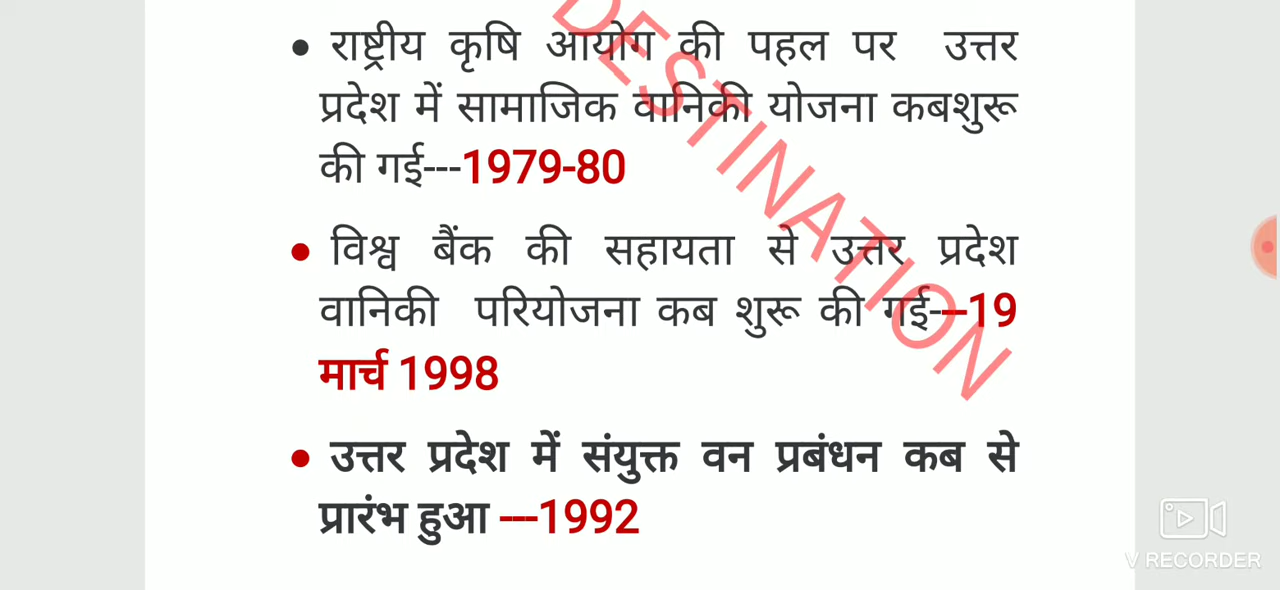 • राष्ट्रीय कृषि आयोग की पहल पर उत्तर
प्रदेश में सामाजिक वानिकी योजना कबशुरू
की गई---1979-80
• विश्व बैंक की सहायता से उत्तर प्रदेश
वानिकी परियोजना कब शुरू की गई---19
मार्च 1998
• उत्तर प्रदेश में संयुक्त वन प्रबंधन कब से
प्रारंभ हुआ ---1992
DESTINATION
V RECORDER